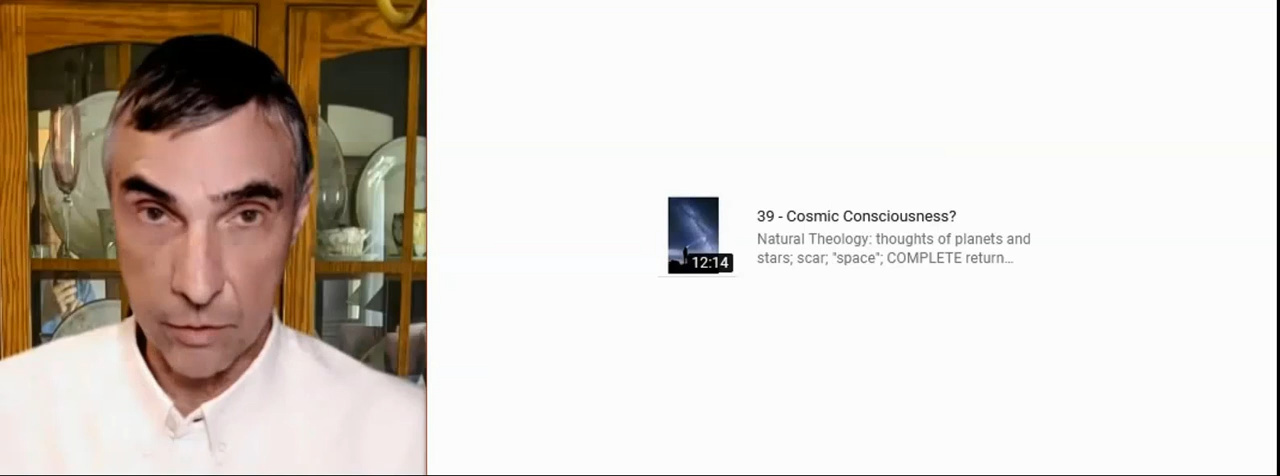 39 - Cosmic Consciousness?
Natural Theology: thoughts of planets and
stars; scar; "space"; COMPLETE return...
12:14